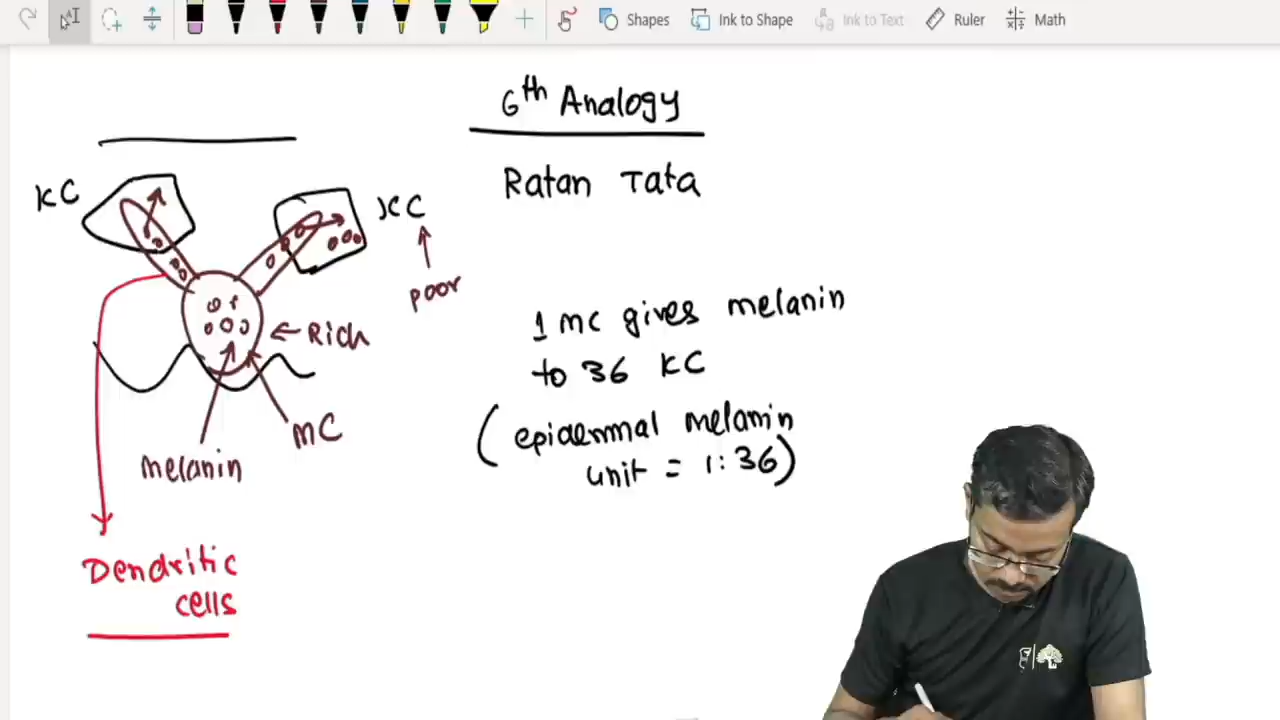 Shapes
Ink to Shape
Ink to Text
Ruler
Math
6th Analogy
Ratan Tata
KC
KC
poor
Rich
1 MC gives melanin
to 36 KC
(epidermal melanin
unit = 1:36)
MC
melanin
Dendritic
cells